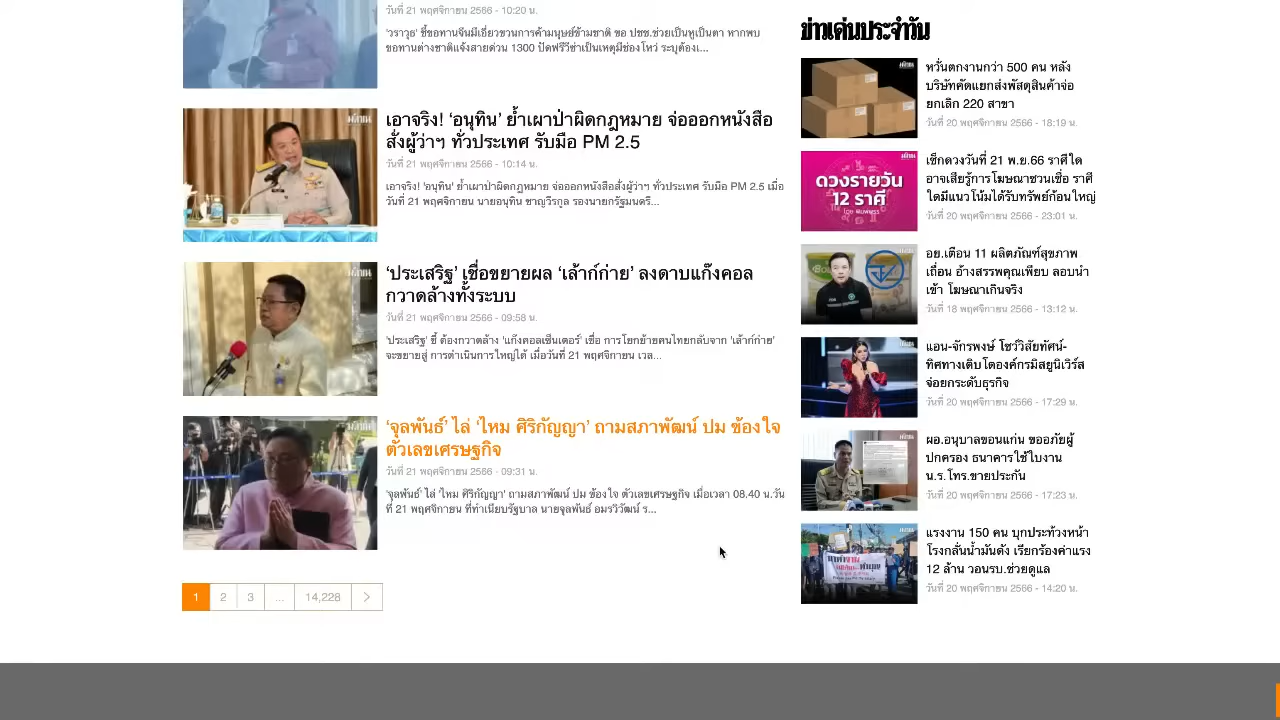 วันที่ 21 พฤศจิกายน 2566 - 10:20 น.
'วราวุธ' ชี้ขอทานจีนมีเอี่ยวขวนการค้ามนุษย์ข้ามชาติ ขอ ปชช.ช่วยเป็นหูเป็นตา หากพบ
ขอทานต่างชาติแจ้งสายด่วน 1300 ปัดฟรีวีซ่าเป็นเหตุมีช่องโหว่ ระบุต้องเ...
เอาจริง! 'อนุทิน' ย้ำเผาป่าผิดกฎหมาย จ่อออกหนังสือ
สั่งผู้ว่าฯ ทั่วประเทศ รับมือ PM 2.5
วันที่ 21 พฤศจิกายน 2566 - 10:14 น.
เอาจริง! 'อนุทิน' ย้ำเผาป่าผิดกฎหมาย จ่อออกหนังสือสั่งผู้ว่าฯ ทั่วประเทศ รับมือ PM 2.5 เมื่อ
วันที่ 21 พฤศจิกายน นายอนุทิน ชาญวีรกูล รองนายกรัฐมนตรี...
'ประเสริฐ' เชื่อขยายผล 'เล้าก์ก่าย' ลงดาบแก๊งคอล
กวาดล้างทั้งระบบ
วันที่ 21 พฤศจิกายน 2566 - 09:58 น.
'ประเสริฐ' ชี้ ต้องกวาดล้าง 'แก๊งคอลเซ็นเตอร์' เชื่อ การโยกย้ายคนไทยกลับจาก 'เล้าก์ก่าย'
จะขยายสู่ การดำเนินการใหญ่ได้ เมื่อวันที่ 21 พฤศจิกายน เวล...
'จุลพันธ์' ไล่ 'ไหม ศิริกัญญา' ถามสภาพัฒน์ ปม ข้องใจ
ตัวเลขเศรษฐกิจ
วันที่ 21 พฤศจิกายน 2566 - 09:31 น.
'จุลพันธ์' ไล่ 'ไหม ศิริกัญญา' ถามสภาพัฒน์ ปม ข้องใจ ตัวเลขเศรษฐกิจ เมื่อเวลา 08.40 น.วัน
ที่ 21 พฤศจิกายน ที่ทำเนียบรัฐบาล นายจุลพันธ์ อมรวิวัฒน์ ร...
1 2 3 ... 14,228 >
ข่าวเด่นประจำวัน
หวั่นตกงานกว่า 500 คน หลัง
บริษัทคัดแยกส่งพัสดุสินค้าจ่อ
ยกเลิก 220 สาขา
วันที่ 20 พฤศจิกายน 2566 - 18:19 น.
มติชน
ดวงรายวัน
12 ราศี
โดย พิมพ์พรร
เช็กดวงวันที่ 21 พ.ย.66 ราศีใด
อาจเสียรู้การโฆษณาชวนเชื่อ ราศี
ใดมีแนวโน้มได้รับทรัพย์ก้อนใหญ่
วันที่ 20 พฤศจิกายน 2566 - 23:01 น.
อย.เตือน 11 ผลิตภัณฑ์สุขภาพ
เถื่อน อ้างสรรพคุณเพียบ ลอบนำ
เข้า โฆษณาเกินจริง
วันที่ 18 พฤศจิกายน 2566 - 13:12 น.
แอน-จักรพงษ์ โชว์วิสัยทัศน์-
ทิศทางเติบโตองค์กรมิสยูนิเวิร์ส
จ่อยกระดับธุรกิจ
วันที่ 20 พฤศจิกายน 2566 - 17:29 น.
ผอ.อนุบาลขอนแก่น ขออภัยผู้
ปกครอง ธนาคารใช้ใบงาน
น.ร.โทร.ขายประกัน
วันที่ 20 พฤศจิกายน 2566 - 17:23 น.
แรงงาน 150 คน บุกประท้วงหน้า
โรงกลั่นน้ำมันดัง เรียกร้องค่าแรง
12 ล้าน วอนรบ.ช่วยดูแล
วันที่ 20 พฤศจิกายน 2566 - 14:20 น.